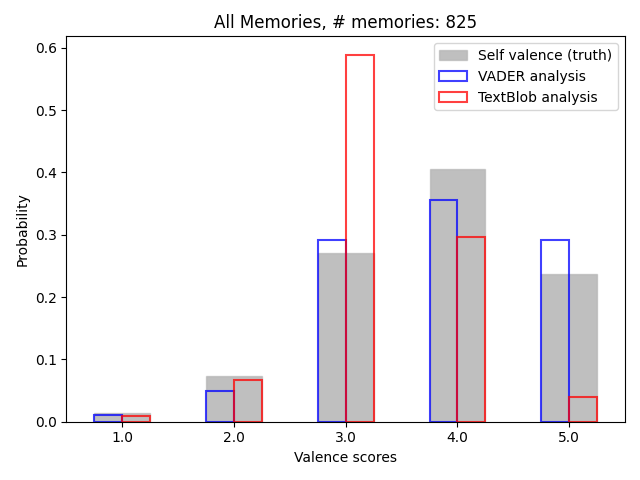 All Memories, # memories: 825
Self valence (truth)
VADER analysis
TextBlob analysis
Probability
0.6
0.5
0.4
0.3
0.2
0.1
0.0
1.0 2.0 3.0 4.0 5.0
Valence scores